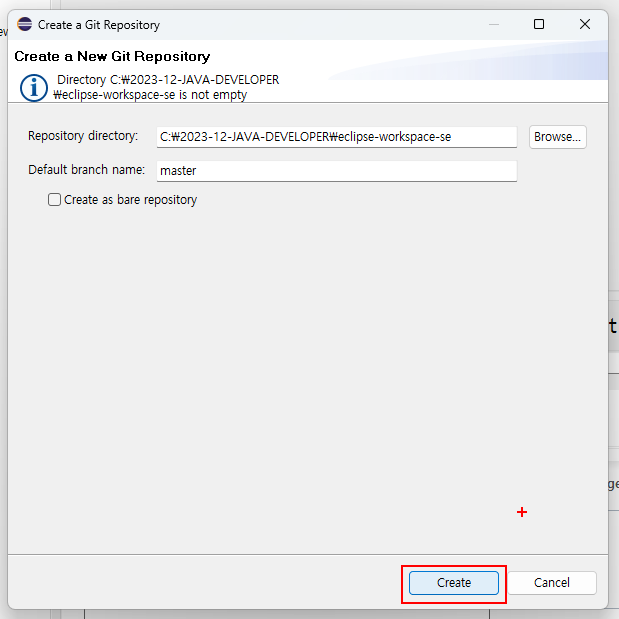 Create a Git Repository
Create a New Git Repository
Directory C:₩2023-12-JAVA-DEVELOPER
₩eclipse-workspace-se is not empty
Repository directory: C:₩2023-12-JAVA-DEVELOPER₩eclipse-workspace-se Browse...
Default branch name: master
Create as bare repository
Create Cancel